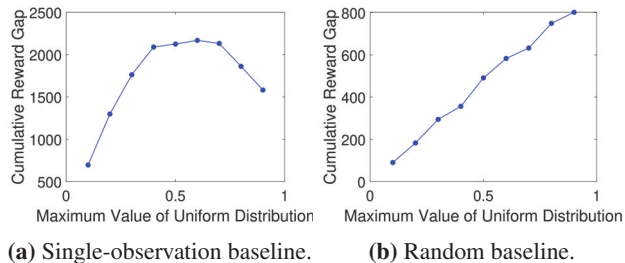 Cumulative Reward Gap
2500
2000
1500
1000
500
0
0.5
1
Maximum Value of Uniform Distribution
(a) Single-observation baseline.
Cumulative Reward Gap
800
600
400
200
0
0
0.5
1
Maximum Value of Uniform Distribution
(b) Random baseline.